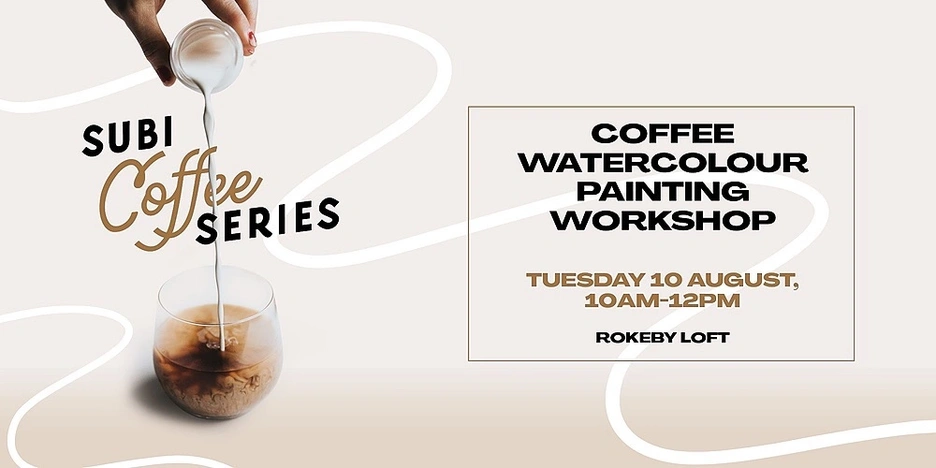 SUBI
Coffee
SERIES
COFFEE
WATERCOLOUR
PAINTING
WORKSHOP
TUESDAY 10 AUGUST,
10AM-12PM
ROKEBY LOFT